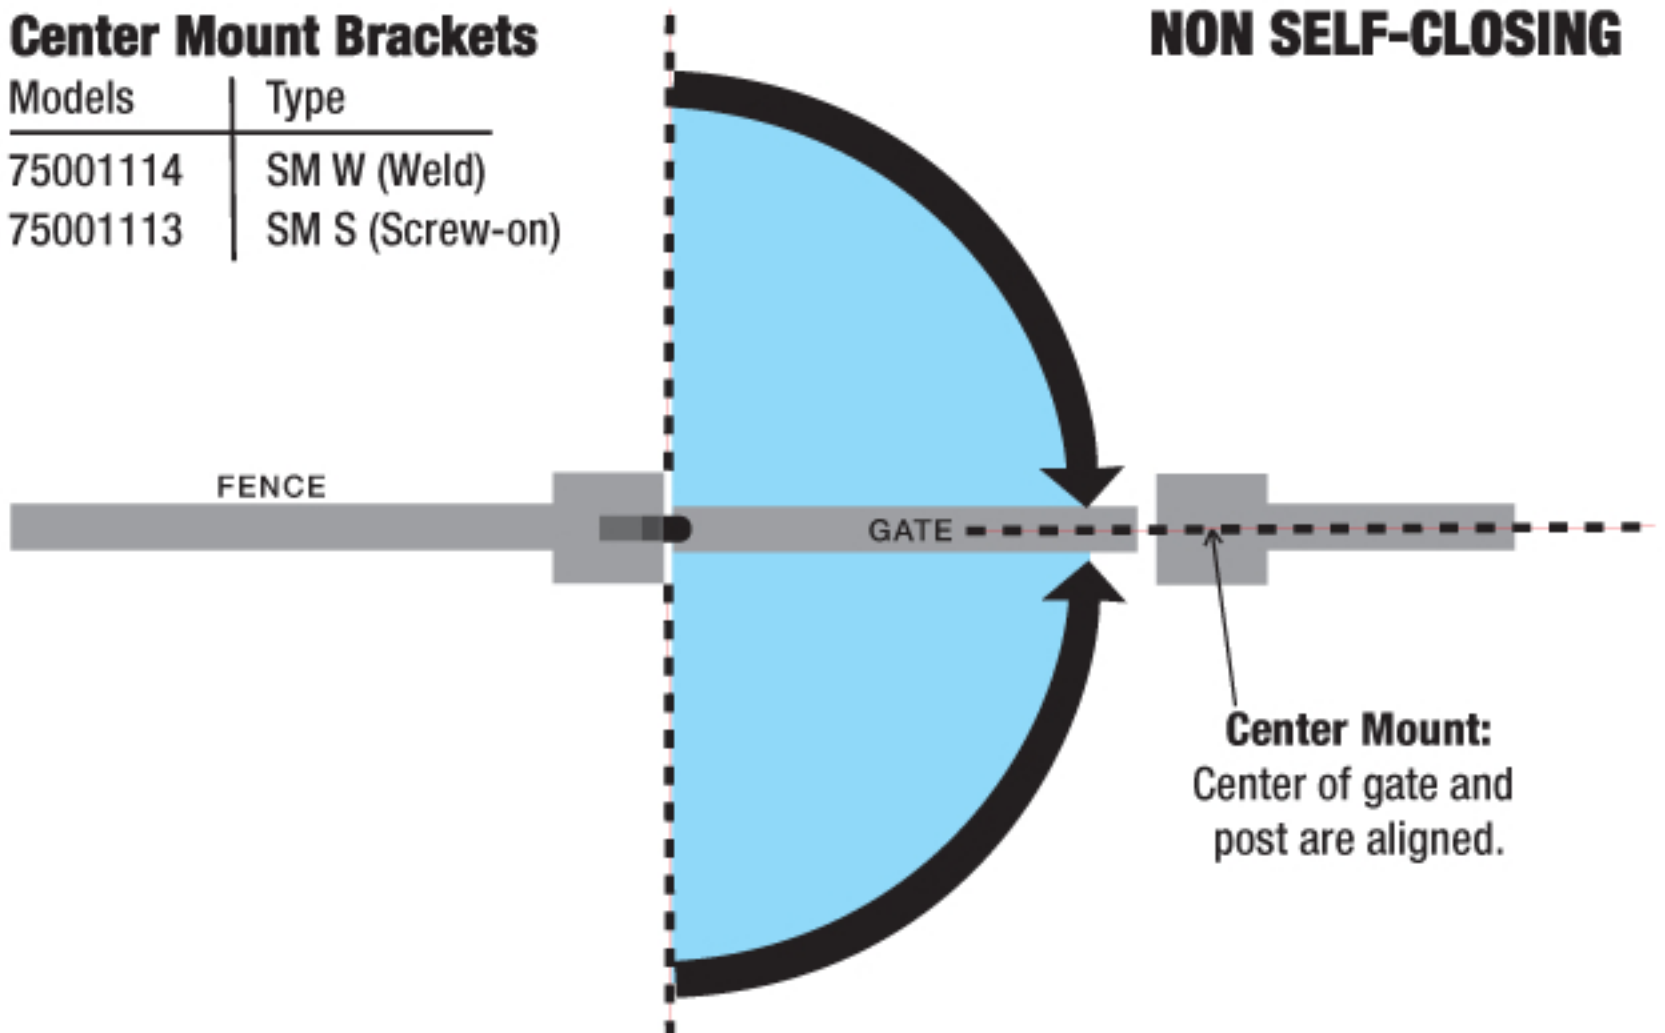 Center Mount Brackets
Models Type
75001114 SM W (Weld)
75001113 SM S (Screw-on)
NON SELF-CLOSING
FENCE
GATE
Center Mount:
Center of gate and
post are aligned.